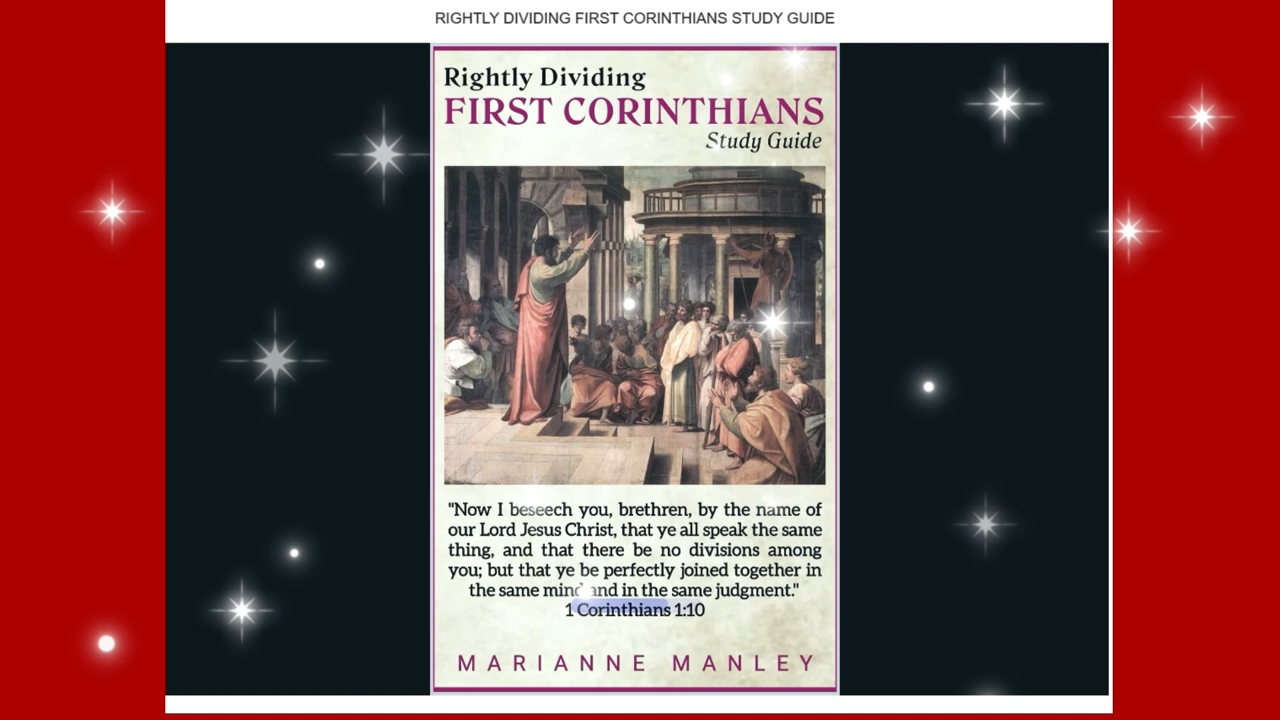 RIGHTLY DIVIDING FIRST CORINTHIANS STUDY GUIDE
Rightly Dividing
FIRST CORINTHIANS
Study Guide
"Now I beseech you, brethren, by the name of
our Lord Jesus Christ, that ye all speak the same
thing, and that there be no divisions among
you; but that ye be perfectly joined together in
the same mind and in the same judgment."
1 Corinthians 1:10
MARIANNE MANLEY